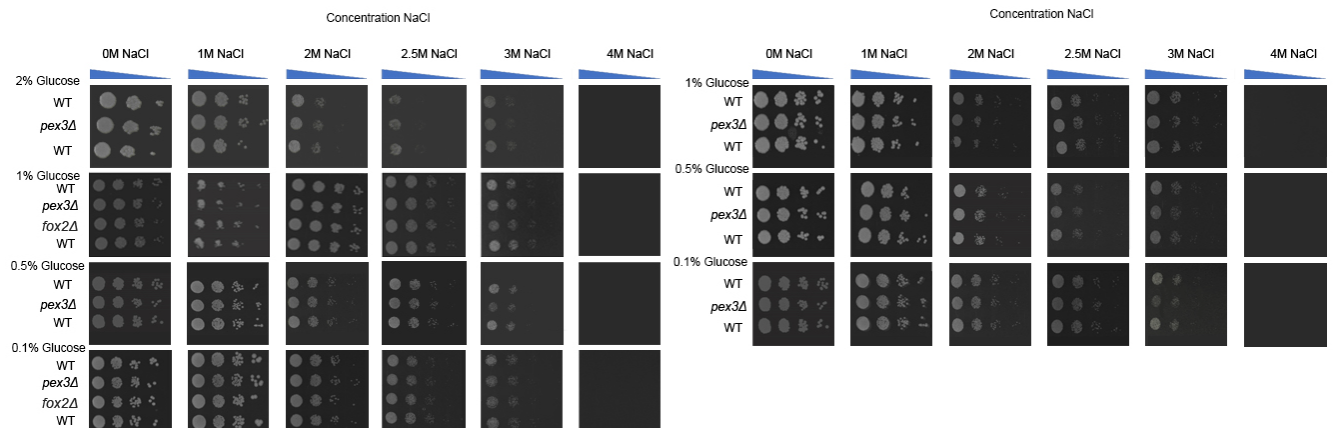 Concentration NaCl
0M NaCl 1M NaCl 2M NaCl 2.5M NaCl 3M NaCl 4M NaCl
2% Glucose
WT
pex3Δ
WT
1% Glucose
WT
pex3Δ
fox2Δ
WT
0.5% Glucose
WT
pex3Δ
WT
0.1% Glucose
WT
pex3Δ
fox2Δ
WT
Concentration NaCl
0M NaCl 1M NaCl 2M NaCl 2.5M NaCl 3M NaCl 4M NaCl
1% Glucose
WT
pex3Δ
WT
0.5% Glucose
WT
pex3Δ
WT
0.1% Glucose
WT
pex3Δ
WT